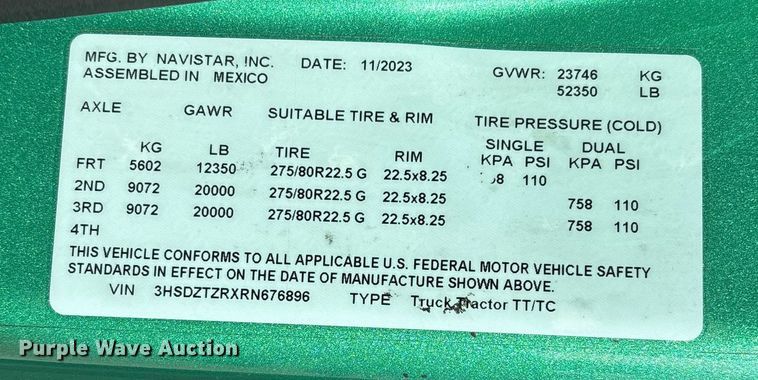 MFG. BY NAVISTAR, INC. DATE: 11/2023 GVWR: 23746 KG
ASSEMBLED IN MEXICO 52350 LB
AXLE GAWR SUITABLE TIRE & RIM TIRE PRESSURE (COLD)
SINGLE DUAL
KG LB TIRE RIM KPA PSI KPA PSI
FRT 5602 12350 275/80R22.5 G 22.5x8.25 110
2ND 9072 20000 275/80R22.5 G 22.5x8.25 758 110
3RD 9072 20000 275/80R22.5 G 22.5x8.25 758 110
4TH
THIS VEHICLE CONFORMS TO ALL APPLICABLE U.S. FEDERAL MOTOR VEHICLE SAFETY
STANDARDS IN EFFECT ON THE DATE OF MANUFACTURE SHOWN ABOVE.
VIN 3HSDZTZRXRN676896 TYPE Truck Tractor TT/TC
Purple Wave Auction